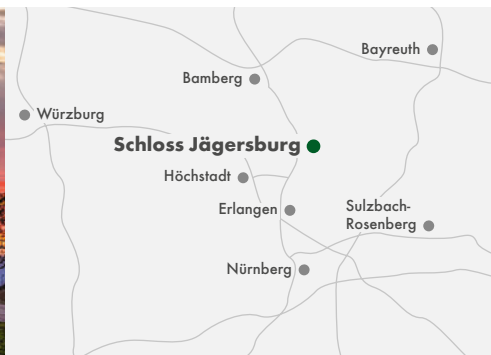 Bayreuth
Bamberg
Würzburg
Schloss Jägersburg
Höchstadt
Erlangen
Sulzbach-
Rosenberg
Nürnberg